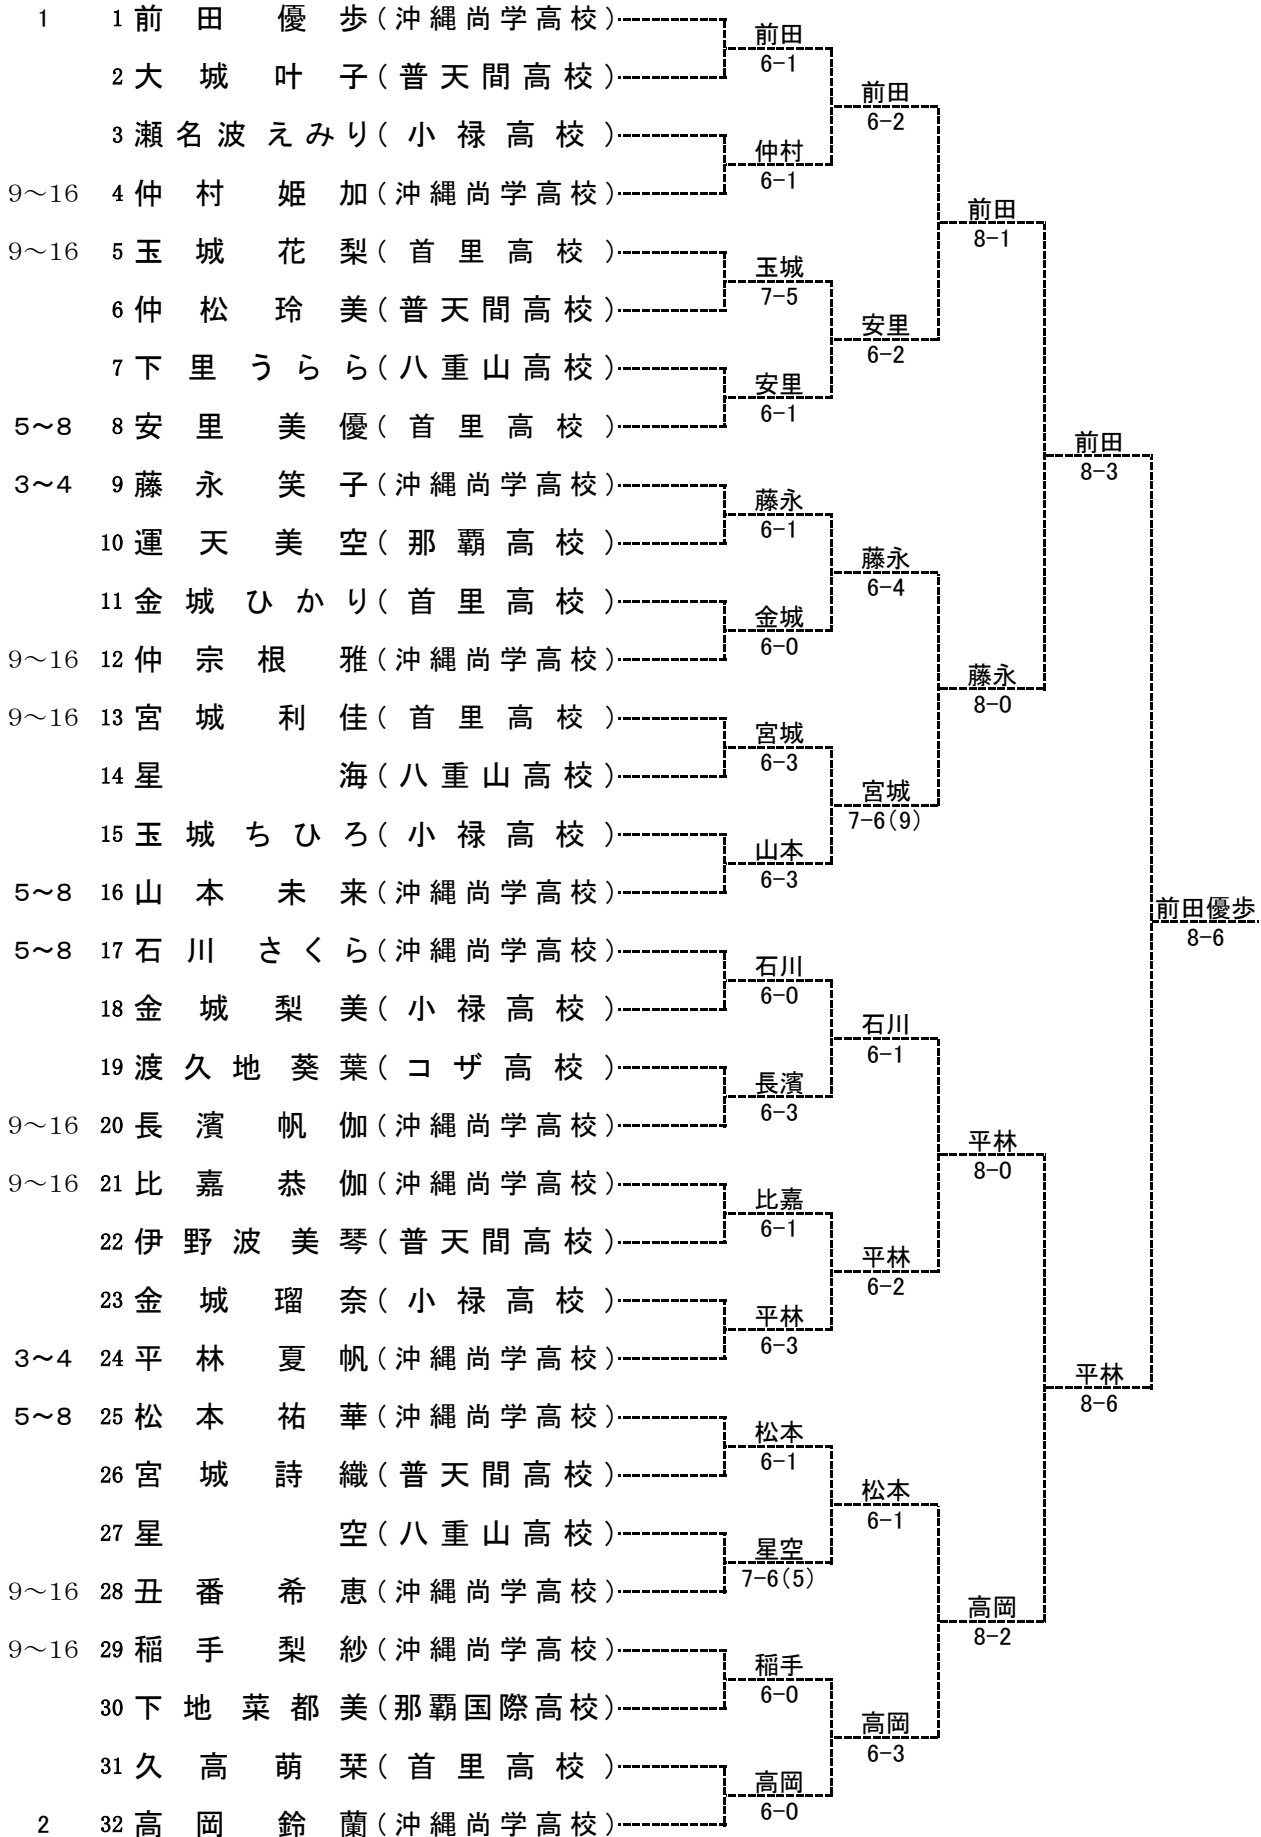 1 1 前田 優歩(沖縄尚学高校)
前田
6-1
2 大城 叶子(普天間高校)
前田
6-2
3 瀬名波えみり(小禄高校)
仲村
6-1
9～16 4 仲村 姫加(沖縄尚学高校)
前田
8-1
9～16 5 玉城 花梨(首里高校)
玉城
7-5
6 仲松 玲美(普天間高校)
安里
6-2
7 下里うらら(八重山高校)
安里
6-1
5～8 8 安里 美優(首里高校)
前田
8-3
3～4 9 藤永 笑子(沖縄尚学高校)
藤永
6-1
10 運天 美空(那覇高校)
藤永
6-4
11 金城ひかり(首里高校)
金城
6-0
9～16 12 仲宗根 雅(沖縄尚学高校)
藤永
8-0
9～16 13 宮城 利佳(首里高校)
宮城
6-3
14 星 海(八重山高校)
宮城
7-6(9)
15 玉城ちひろ(小禄高校)
山本
6-3
5～8 16 山本 未来(沖縄尚学高校)
前田優歩
8-6
5～8 17 石川さくら(沖縄尚学高校)
石川
6-0
18 金城 梨美(小禄高校)
石川
6-1
19 渡久地葵葉(コザ高校)
長濱
6-3
9～16 20 長濱 帆伽(沖縄尚学高校)
平林
8-0
9～16 21 比嘉 恭伽(沖縄尚学高校)
比嘉
6-1
22 伊野波美琴(普天間高校)
平林
6-2
23 金城 瑠奈(小禄高校)
平林
6-3
3～4 24 平林 夏帆(沖縄尚学高校)
平林
8-6
5～8 25 松本 祐華(沖縄尚学高校)
松本
6-1
26 宮城 詩織(普天間高校)
松本
6-1
27 星 空(八重山高校)
星空
7-6(5)
9～16 28 丑番 希恵(沖縄尚学高校)
高岡
8-2
9～16 29 稲手 梨紗(沖縄尚学高校)
稲手
6-0
30 下地菜都美(那覇国際高校)
高岡
6-3
31 久高 萌栞(首里高校)
高岡
6-0
2 32 高岡 鈴蘭(沖縄尚学高校)